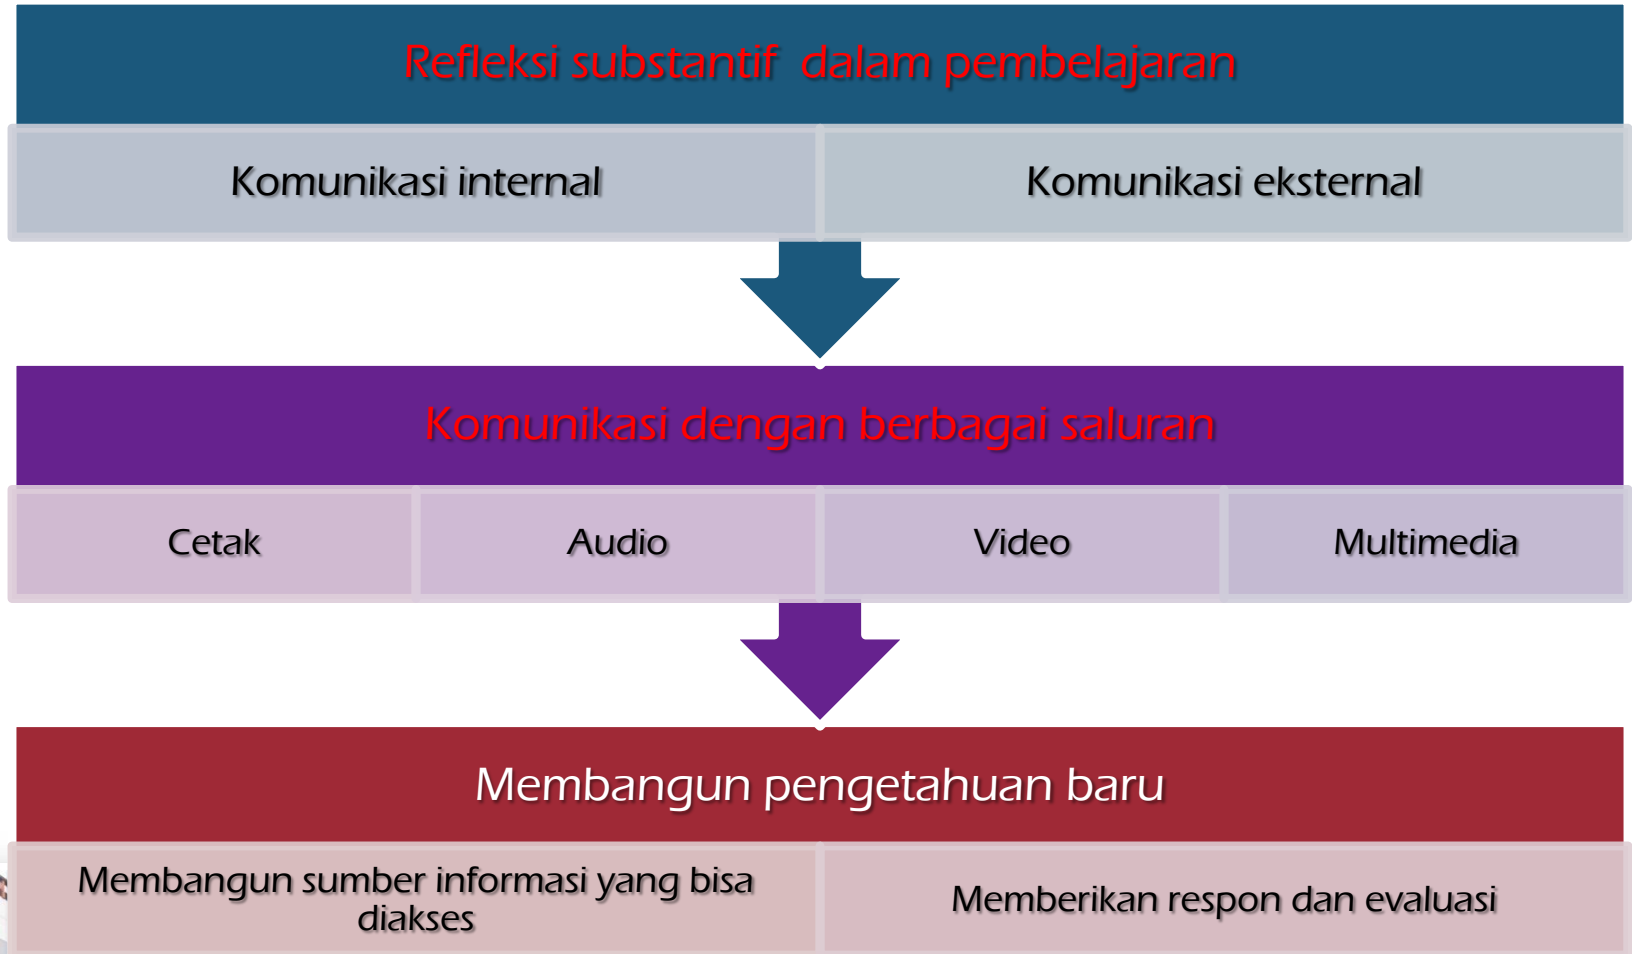 Refleksi substantif dalam pembelajaran
Komunikasi internal
Komunikasi eksternal
Komunikasi dengan berbagai saluran
Cetak
Audio
Video
Multimedia
Membangun pengetahuan baru
Membangun sumber informasi yang bisa
diakses
Memberikan respon dan evaluasi